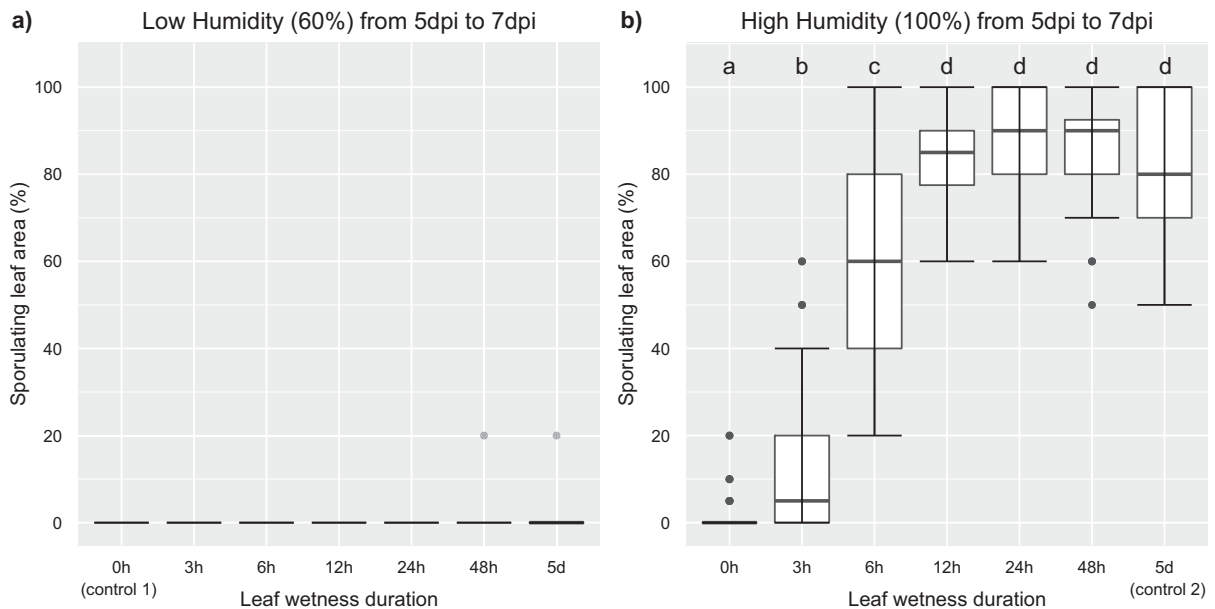 a) Low Humidity (60%) from 5dpi to 7dpi
Sporulating leaf area (%)
100
80
60
40
20
0
0h 3h 6h 12h 24h 48h 5d
(control 1)
Leaf wetness duration
b) High Humidity (100%) from 5dpi to 7dpi
a b c d d d d
Sporulating leaf area (%)
100
80
60
40
20
0
0h 3h 6h 12h 24h 48h 5d
(control 2)
Leaf wetness duration